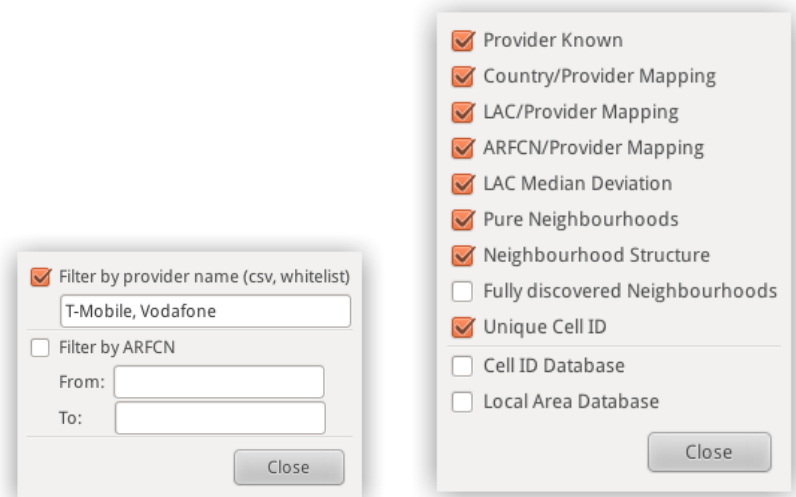 Filter by provider name (csv, whitelist)
T-Mobile, Vodafone
Filter by ARFCN
From:
To:
Close
Provider Known
Country/Provider Mapping
LAC/Provider Mapping
ARFCN/Provider Mapping
LAC Median Deviation
Pure Neighbourhoods
Neighbourhood Structure
Fully discovered Neighbourhoods
Unique Cell ID
Cell ID Database
Local Area Database
Close